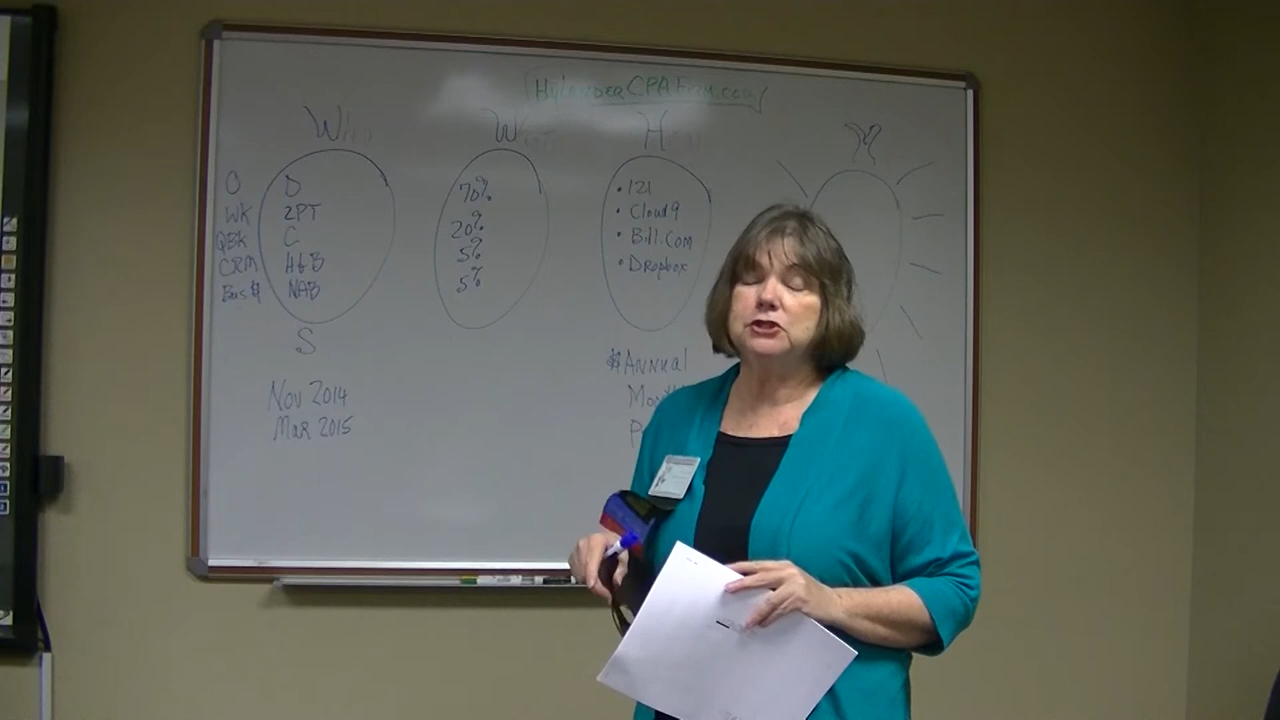 HylanderCPAFirm.com
Who
W
H
O
D
WK
2PT
QBK
C
CRM
H&B
Bus$
NAB
S
Nov 2014
Mar 2015
70%
20%
5%
5%
• 121
• Cloud9
• Bill.Com
• Dropbox
$Annual